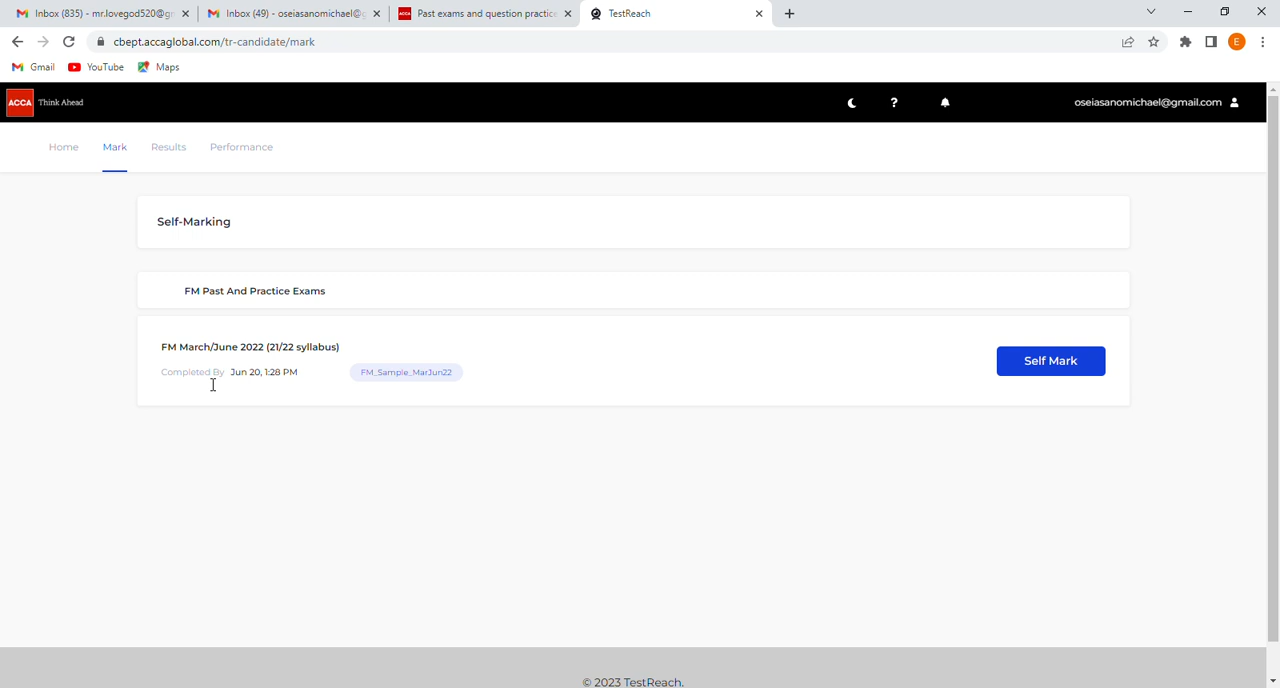 Inbox (835) - mr.lovegod520@g
Inbox (49) - oseiasanomichael@g
Past exams and question practice
TestReach
cbept.accaglobal.com/tr-candidate/mark
E
Gmail
YouTube
Maps
ACCA
Think Ahead
?
oseiasanomichael@gmail.com
Home
Mark
Results
Performance
Self-Marking
FM Past And Practice Exams
FM March/June 2022 (21/22 syllabus)
Completed By Jun 20, 1:28 PM
FM_Sample_MarJun22
Self Mark
© 2023 TestReach.